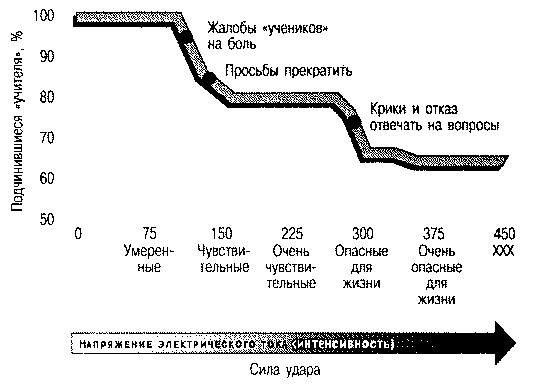 Подчинившиеся «учителя», %
100
90
80
70
60
50
Жалобы «учеников»
на боль
Просьбы прекратить
Крики и отказ
отвечать на вопросы
0 75 150 225 300 375 450
Умерен- Чувстви- Очень Опасные Очень XXX
ные тельные чувстви- для опасные
тельные жизни для
жизни
Напряжение электрического тока (интенсивность)
Сила удара